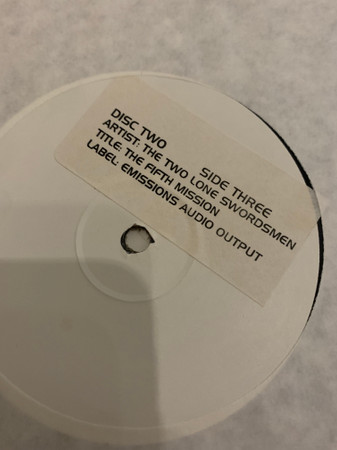 DISC TWO SIDE THREE
ARTIST: THE TWO LONE SWORDSMEN
TITLE: THE FIFTH MISSION
LABEL: EMISSIONS AUDIO OUTPUT